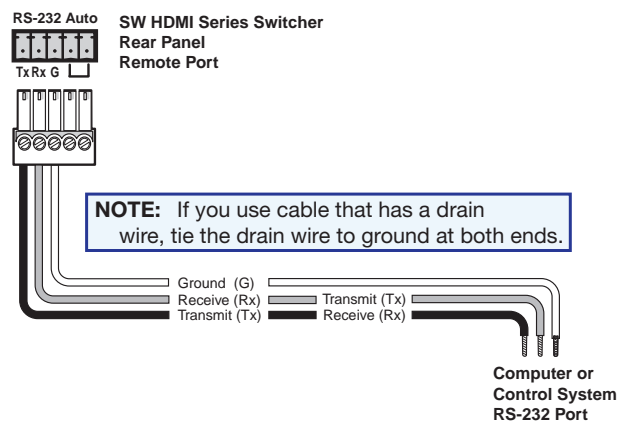 RS-232 Auto
SW HDMI Series Switcher
Rear Panel
Remote Port
Tx Rx G
NOTE: If you use cable that has a drain
wire, tie the drain wire to ground at both ends.
Ground (G)
Receive (Rx) Transmit (Tx)
Transmit (Tx) Receive (Rx)
Computer or
Control System
RS-232 Port